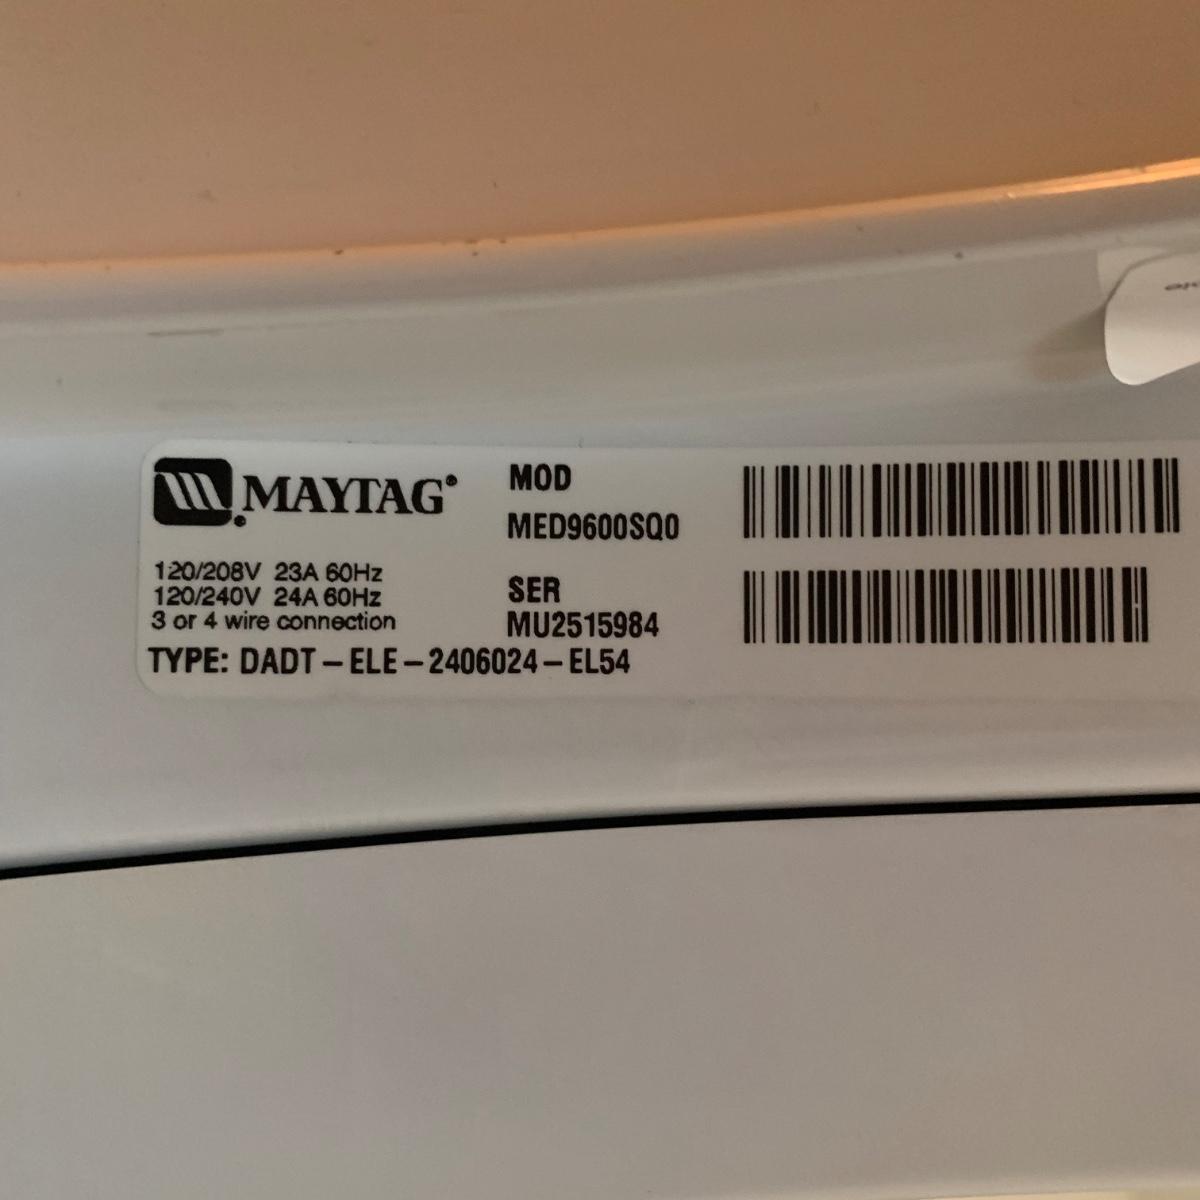 MAYTAG®
MOD
MED9600SQ0
120/208V 23A 60Hz
120/240V 24A 60Hz
3 or 4 wire connection
SER
MU2515984
TYPE: DADT-ELE-2406024-EL54